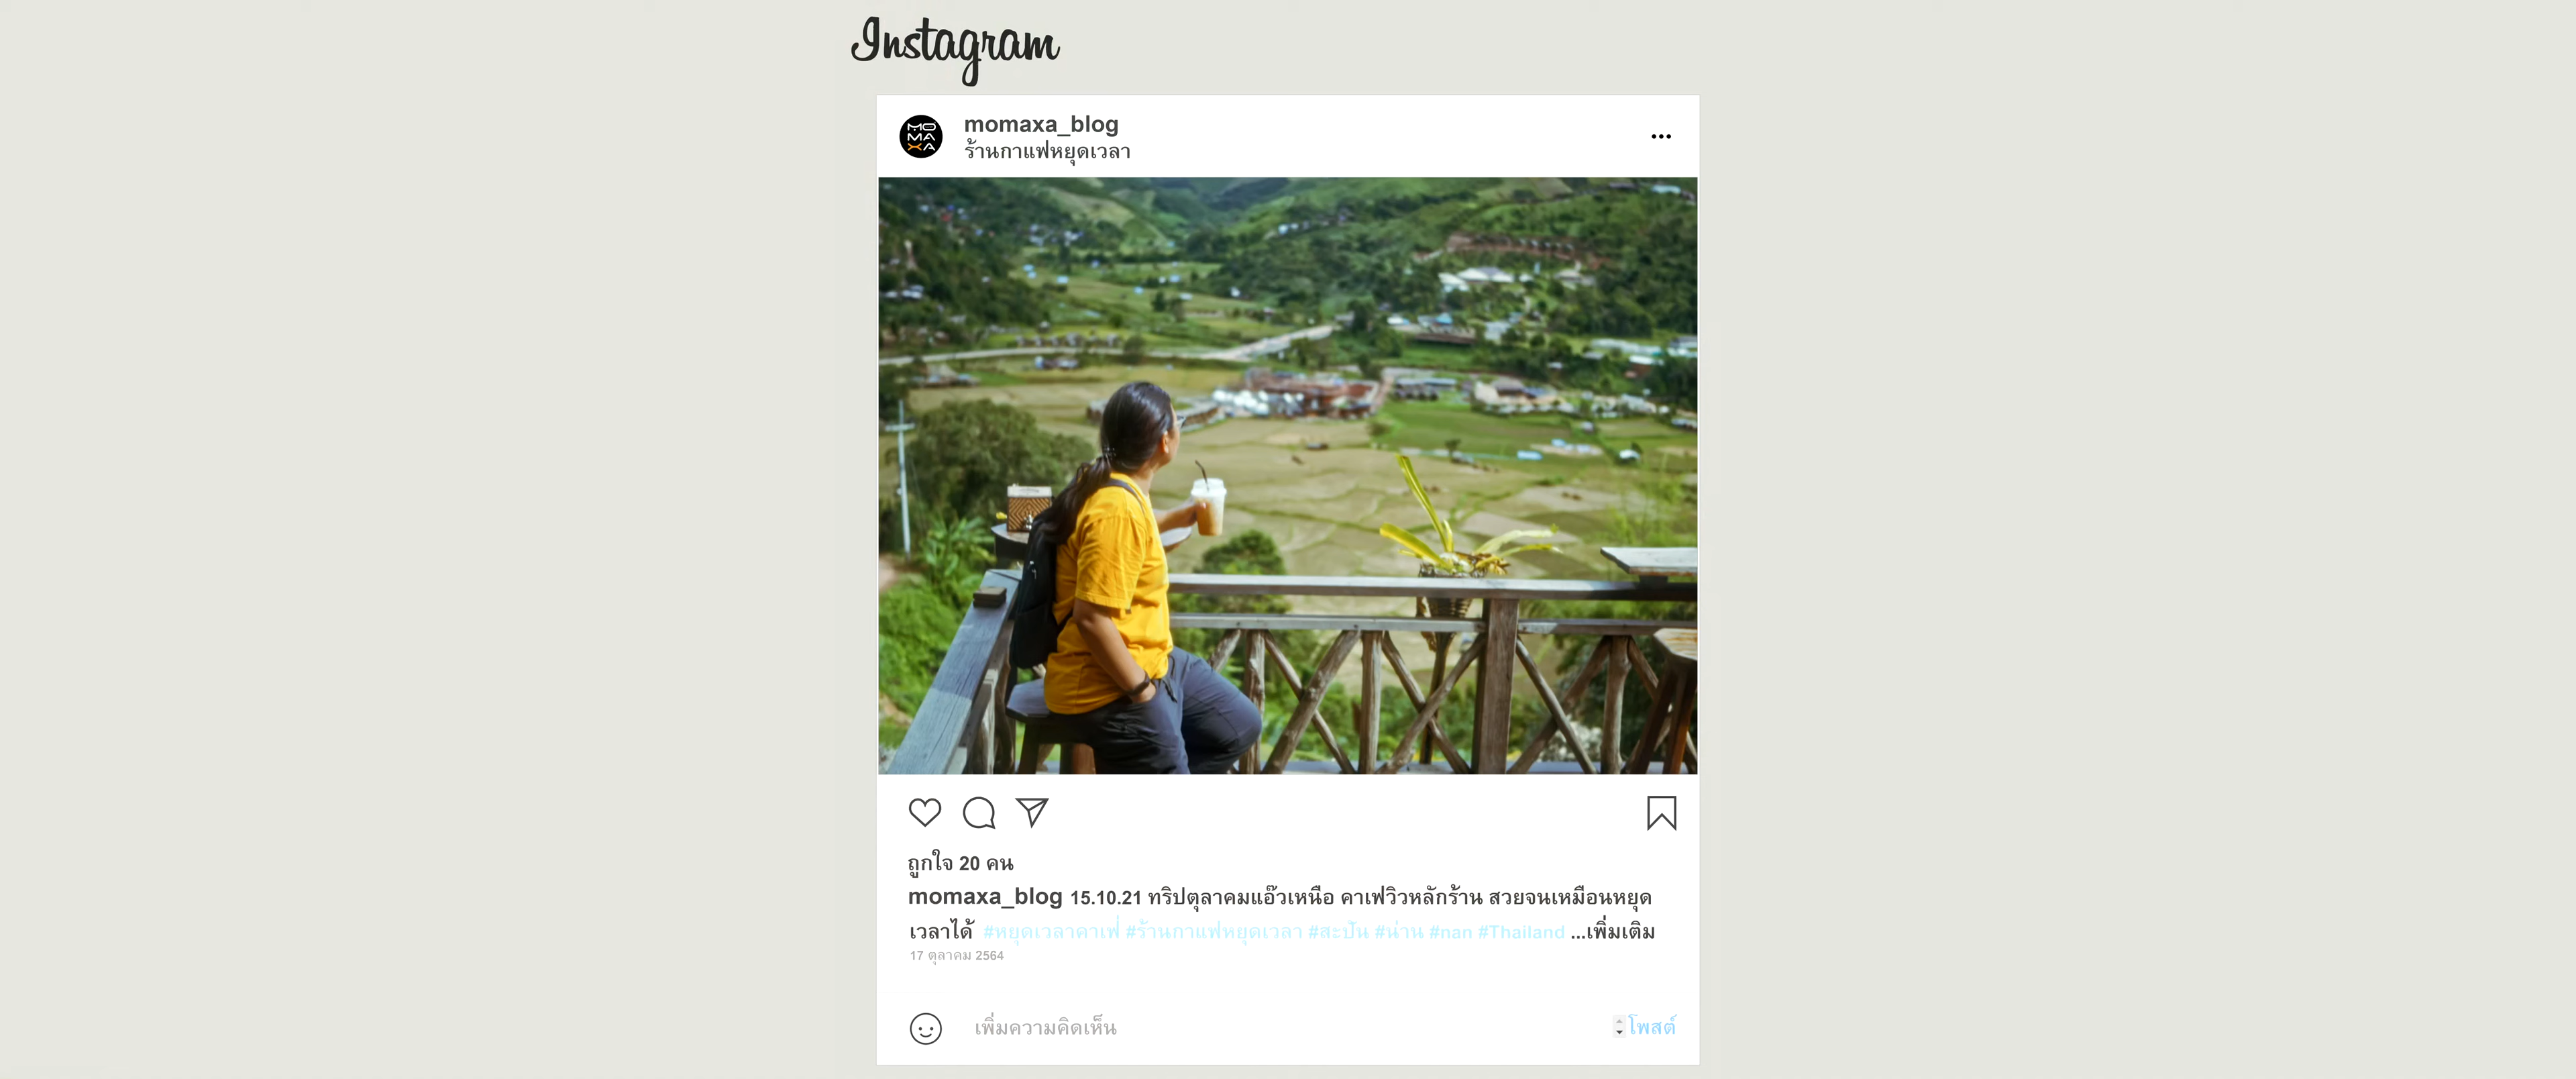 Instagram
MO
MA
XA
momaxa_blog
ร้านกาแฟหยุดเวลา
ถูกใจ 20 คน
momaxa_blog 15.10.21 ทริปตุลาคมแอ๊วเหนือ คาเฟวิวหลักร้าน สวยจนเหมือนหยุด
เวลาได้ #หยุดเวลาคาเฟ่ #ร้านกาแฟหยุดเวลา #สะปัน #น่าน #nan #Thailand ...เพิ่มเติม
17 ตุลาคม 2564
เพิ่มความคิดเห็น
โพสต์